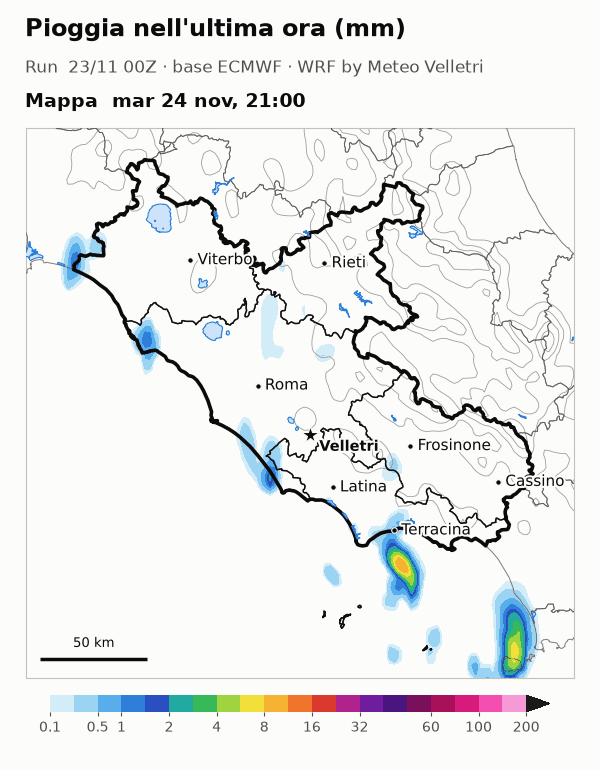 Pioggia nell'ultima ora (mm)
Run 23/11 00Z · base ECMWF · WRF by Meteo Velletri
Mappa mar 24 nov, 21:00
Viterbo
Rieti
Roma
Velletri
Frosinone
Latina
Cassino
Terracina
50 km
0.1 0.5 1 2 4 8 16 32 60 100 200